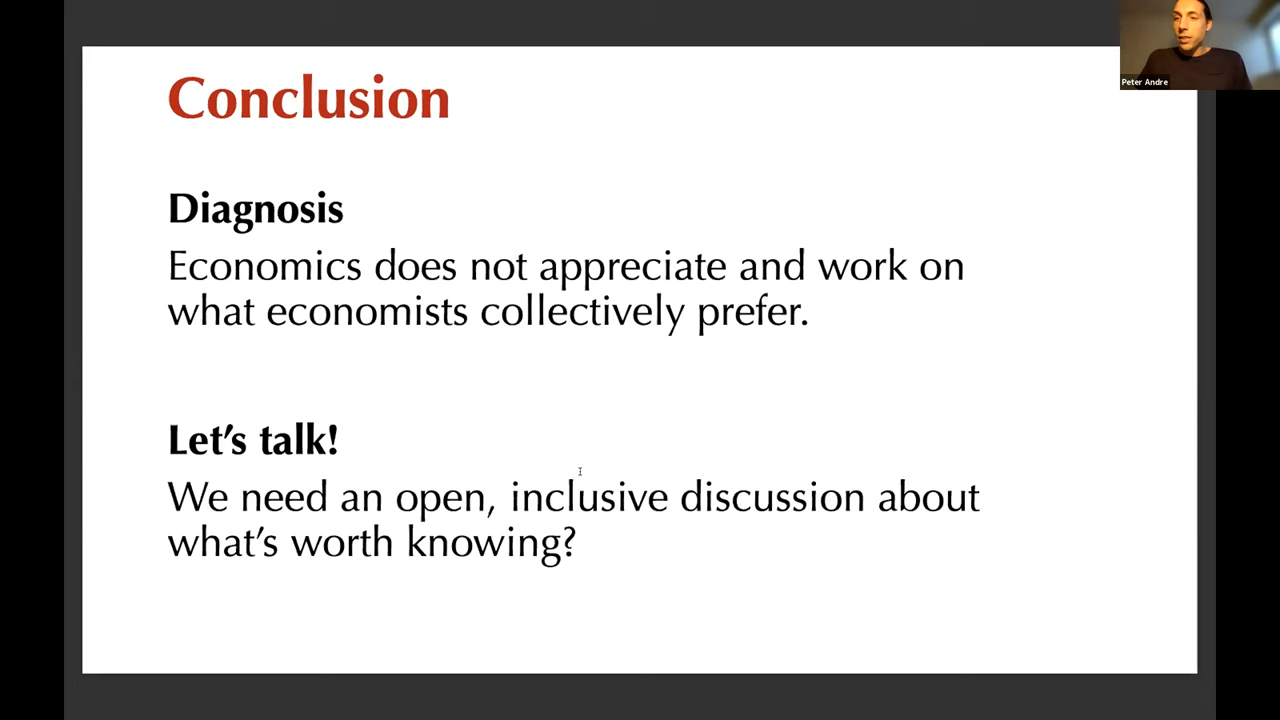 Peter Andre
Conclusion
Diagnosis
Economics does not appreciate and work on
what economists collectively prefer.
Let’s talk!
We need an open, inclusive discussion about
what’s worth knowing?